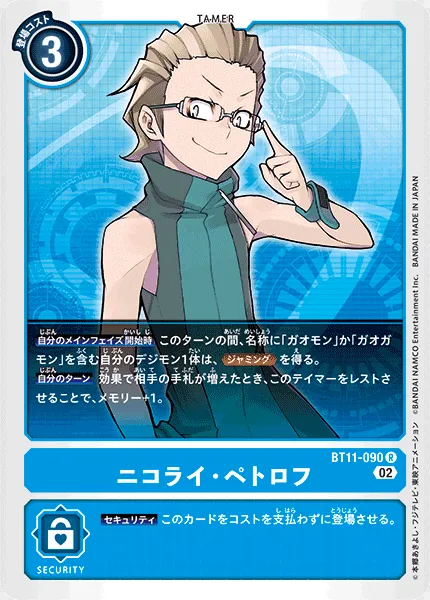 TAMER
登場コスト
3
自分のメインフェイズ開始時 このターンの間、名称に「ガオモン」か「ガオガ
モン」を含む自分のデジモン1体は、ジャミング を得る。
自分のターン 効果で相手の手札が増えたとき、このテイマーをレストさ
せることで、メモリー+1。
BT11-090 R
ニコライ・ペトロフ
02
セキュリティ このカードをコストを支払わずに登場させる。
SECURITY
©本郷あきよし・フジテレビ・東映アニメーション ©BANDAI NAMCO Entertainment Inc. BANDAI MADE IN JAPAN